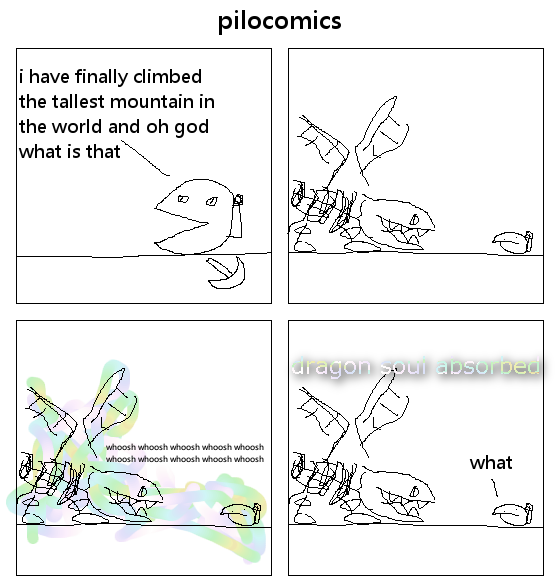 pilocomics
i have finally climbed
the tallest mountain in
the world and oh god
what is that
whoosh whoosh whoosh whoosh whoosh
whoosh whoosh whoosh whoosh whoosh
dragon soul absorbed
what